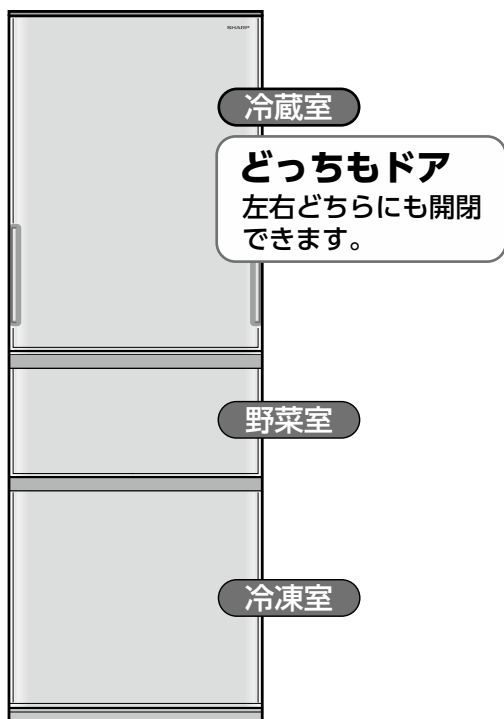 SHARP
冷蔵室
どっちもドア
左右どちらにも開閉
できます。
野菜室
冷凍室